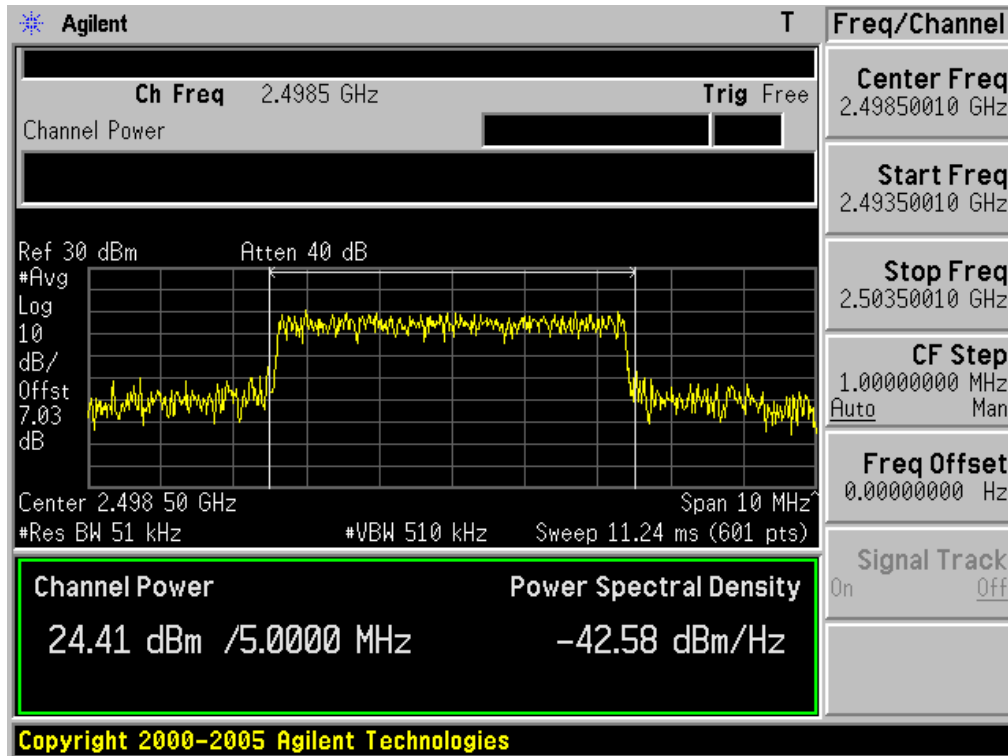 Agilent T Freq/Channel
Ch Freq 2.4985 GHz Trig Free
Channel Power
Ref 30 dBm Atten 40 dB
#Avg
Log
10
dB/
Offst
7.03
dB
Center 2.498 50 GHz Span 10 MHz^
#Res BW 51 kHz #VBW 510 kHz Sweep 11.24 ms (601 pts)
Channel Power Power Spectral Density
24.41 dBm /5.0000 MHz -42.58 dBm/Hz
Copyright 2000-2005 Agilent Technologies
Center Freq
2.49850010 GHz
Start Freq
2.49350010 GHz
Stop Freq
2.50350010 GHz
CF Step
1.00000000 MHz
Auto Man
Freq Offset
0.00000000 Hz
Signal Track
On Off